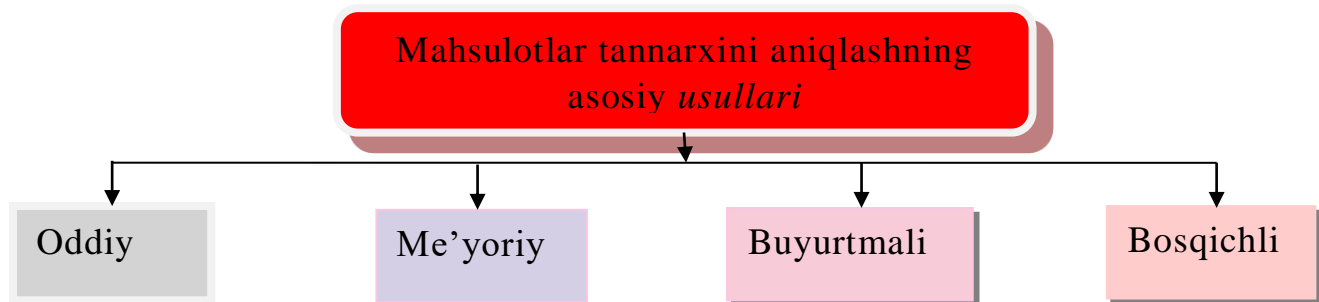 Mahsulotlar tannarxini aniqlashning
asosiy usullari
Oddiy
Me’yoriy
Buyurtmali
Bosqichli